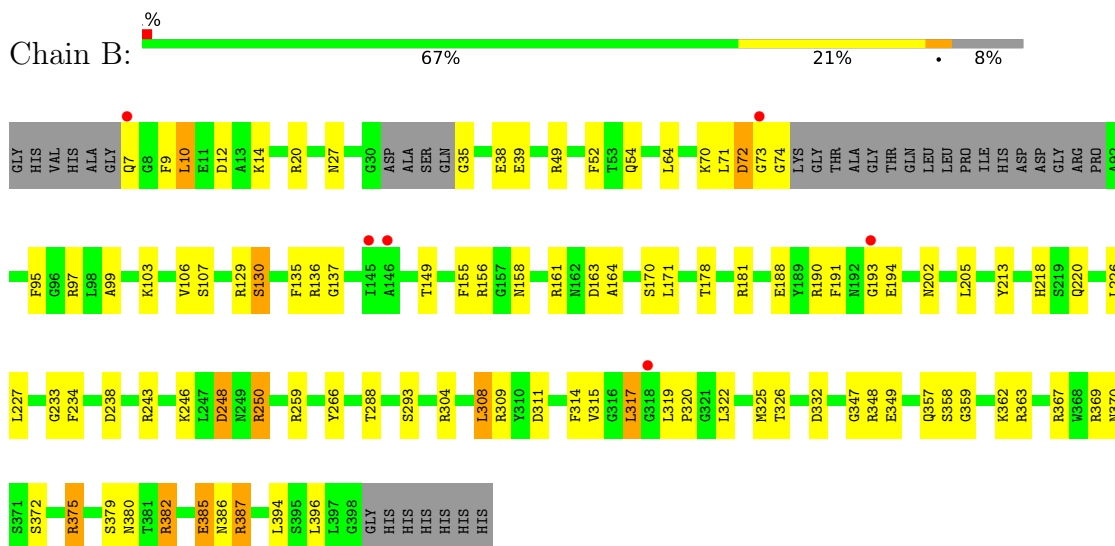 %
Chain B:
67% 21% • 8%
GLY HIS VAL HIS ALA GLY Q7 G8 F9 L10 E11 D12 A13 K14 R20 N27 G30 ASP ALA SER GLN G35 E38 E39 R49 F52 T53 Q54 L64 K70 L71 D72 G73 G74 LYS GLY THR ALA GLY THR GLN LEU LEU PRO ILE HIS ASP ASP GLY ARG PRO A92
F95 G96 R97 L98 A99 K103 V106 S107 R129 S130 F135 R136 G137 I145 A146 T149 F155 R156 G157 N158 R161 N162 D163 A164 S170 L171 T178 R181 E188 Y189 R190 F191 N192 G193 E194 N202 L205 Y213 H218 S219 Q220 L226
L227 G233 F234 D238 R243 K246 L247 D248 N249 R250 R259 Y266 T288 S293 R304 L308 R309 Y310 D311 F314 V315 G316 L317 G318 L319 P320 G321 L322 M325 T326 D332 G347 R348 E349 Q357 S358 G359 K362 R363 R367 W368 R369 N370
S371 S372 R375 S379 N380 T381 R382 E385 N386 R387 L394 S395 L396 L397 G398 GLY HIS HIS HIS HIS HIS HIS